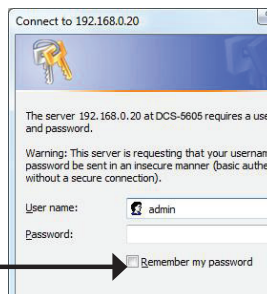 Connect to 192.168.0.20
The server 192.168.0.20 at DCS-5605 requires a use
and password.
Warning: This server is requesting that your usernam
password be sent in an insecure manner (basic authe
without a secure connection).
User name:
admin
Password:
Remember my password